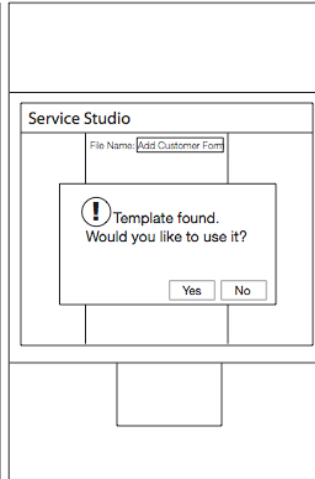 Service Studio
File Name: Add Customer Form
! Template found.
Would you like to use it?
Yes No